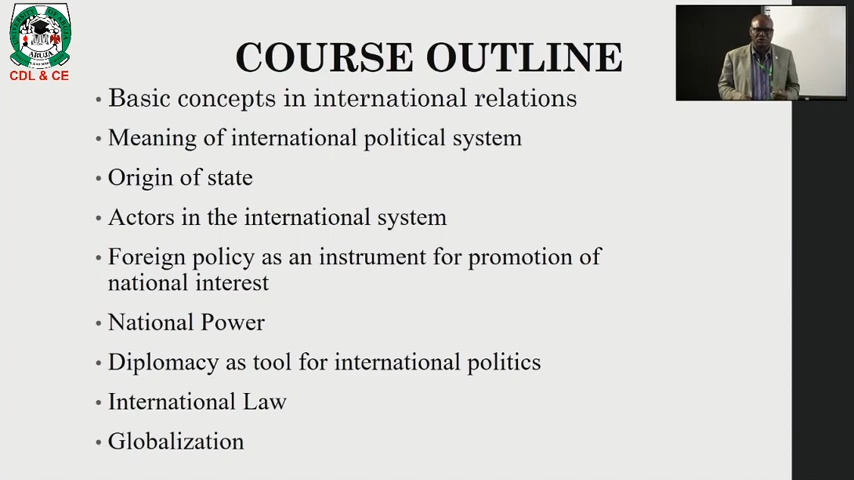 CDL & CE
COURSE OUTLINE
• Basic concepts in international relations
• Meaning of international political system
• Origin of state
• Actors in the international system
• Foreign policy as an instrument for promotion of
national interest
• National Power
• Diplomacy as tool for international politics
• International Law
• Globalization